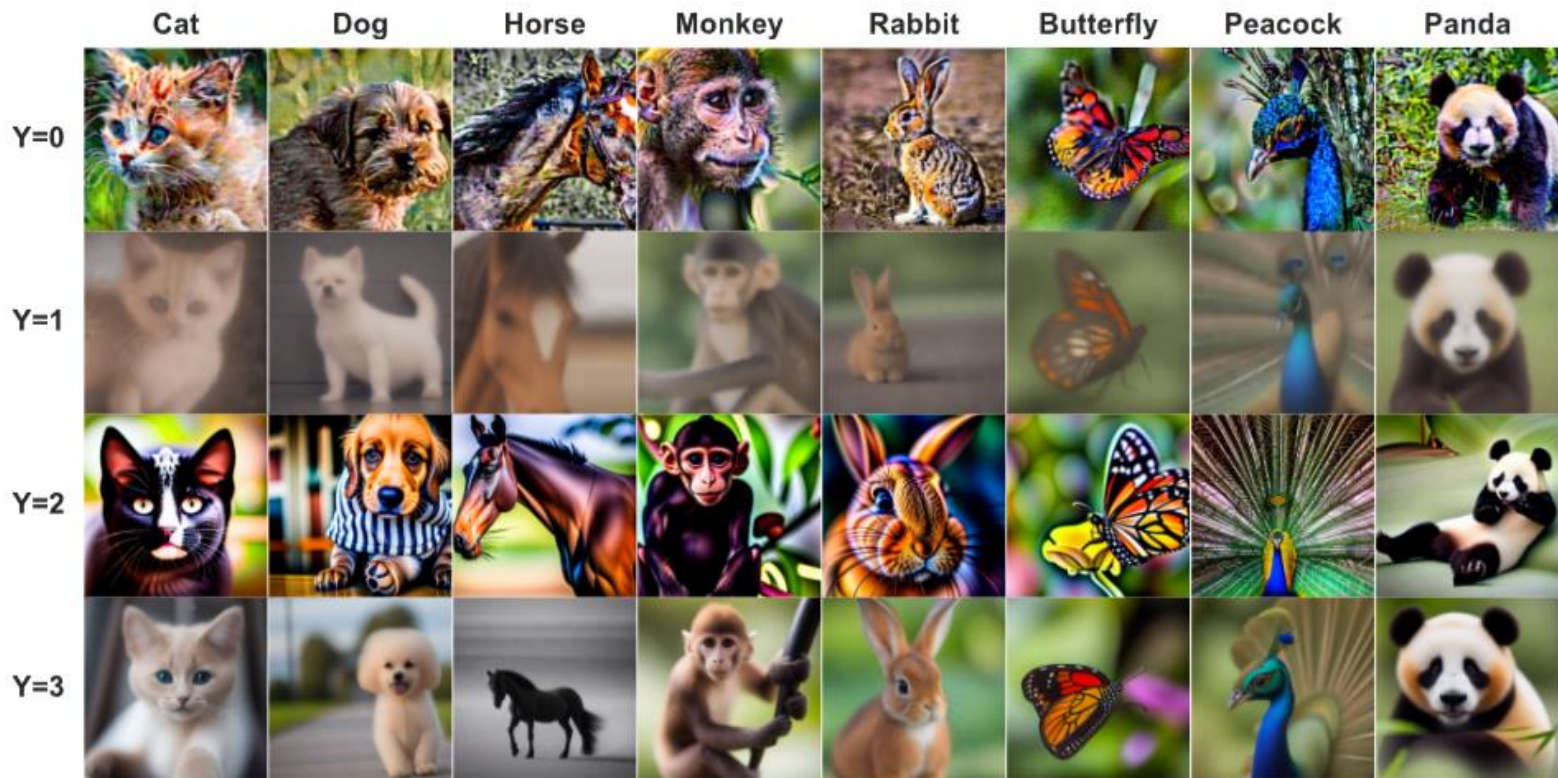 Cat Dog Horse Monkey Rabbit Butterfly Peacock Panda
Y=0
Y=1
Y=2
Y=3